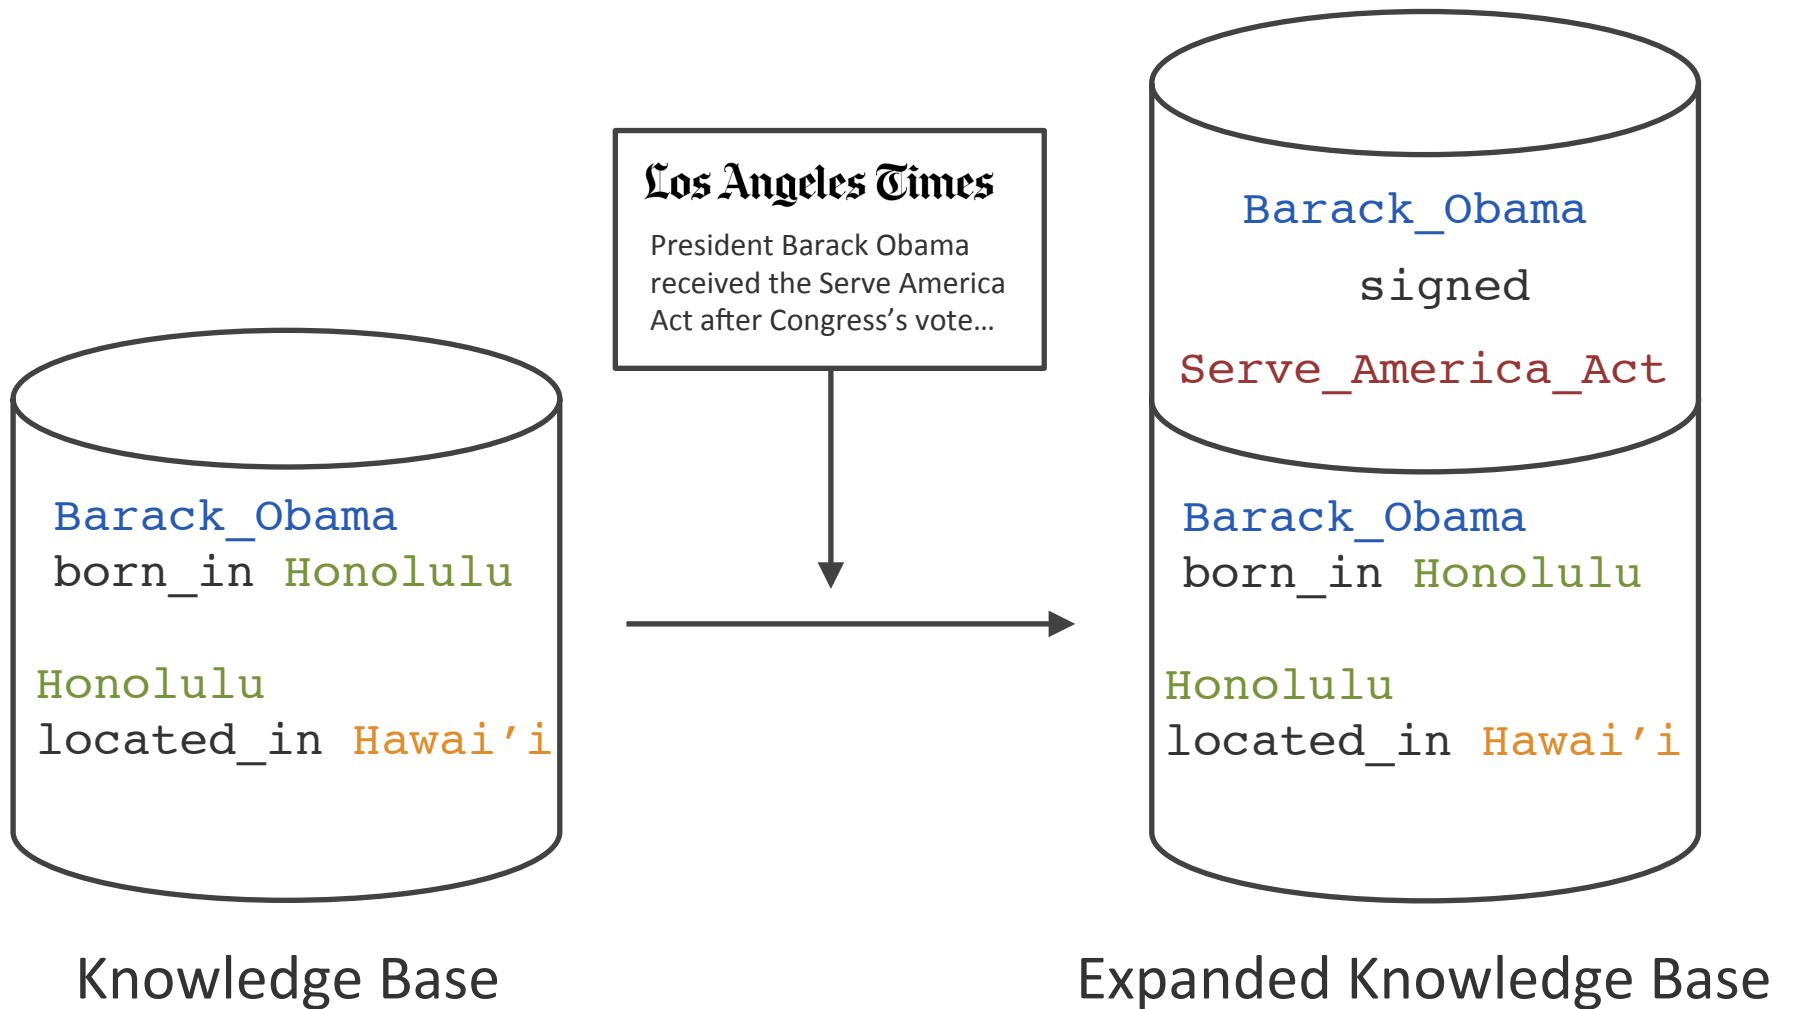 Los Angeles Times
President Barack Obama
received the Serve America
Act after Congress’s vote…
Barack_Obama
born_in Honolulu
Honolulu
located_in Hawai’i
Knowledge Base
Barack_Obama
signed
Serve_America_Act
Barack_Obama
born_in Honolulu
Honolulu
located_in Hawai’i
Expanded Knowledge Base